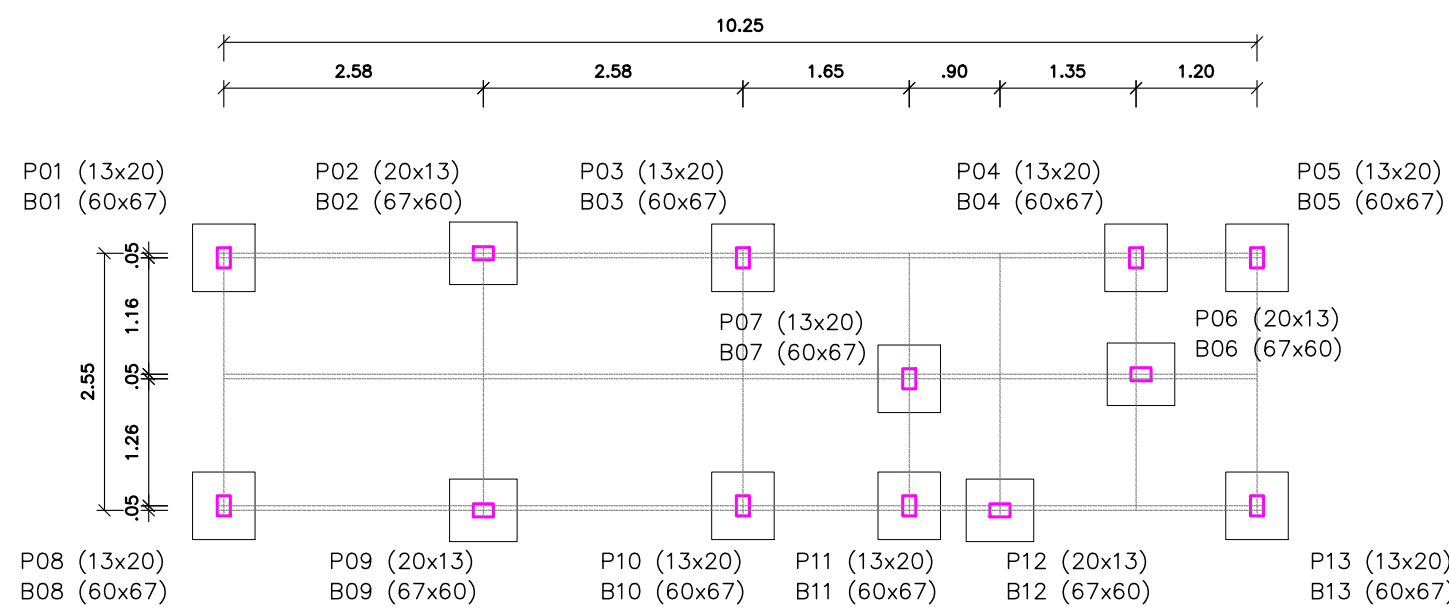 10.25
2.58 2.58 1.65 .90 1.35 1.20
P01 (13x20) P02 (20x13) P03 (13x20) P04 (13x20) P05 (13x20)
B01 (60x67) B02 (67x60) B03 (60x67) B04 (60x67) B05 (60x67)
.05
1.16
P07 (13x20) P06 (20x13)
B07 (60x67) B06 (67x60)
2.55
.05
1.26
.05
P08 (13x20) P09 (20x13) P10 (13x20) P11 (13x20) P12 (20x13) P13 (13x20)
B08 (60x67) B09 (67x60) B10 (60x67) B11 (60x67) B12 (67x60) B13 (60x67)